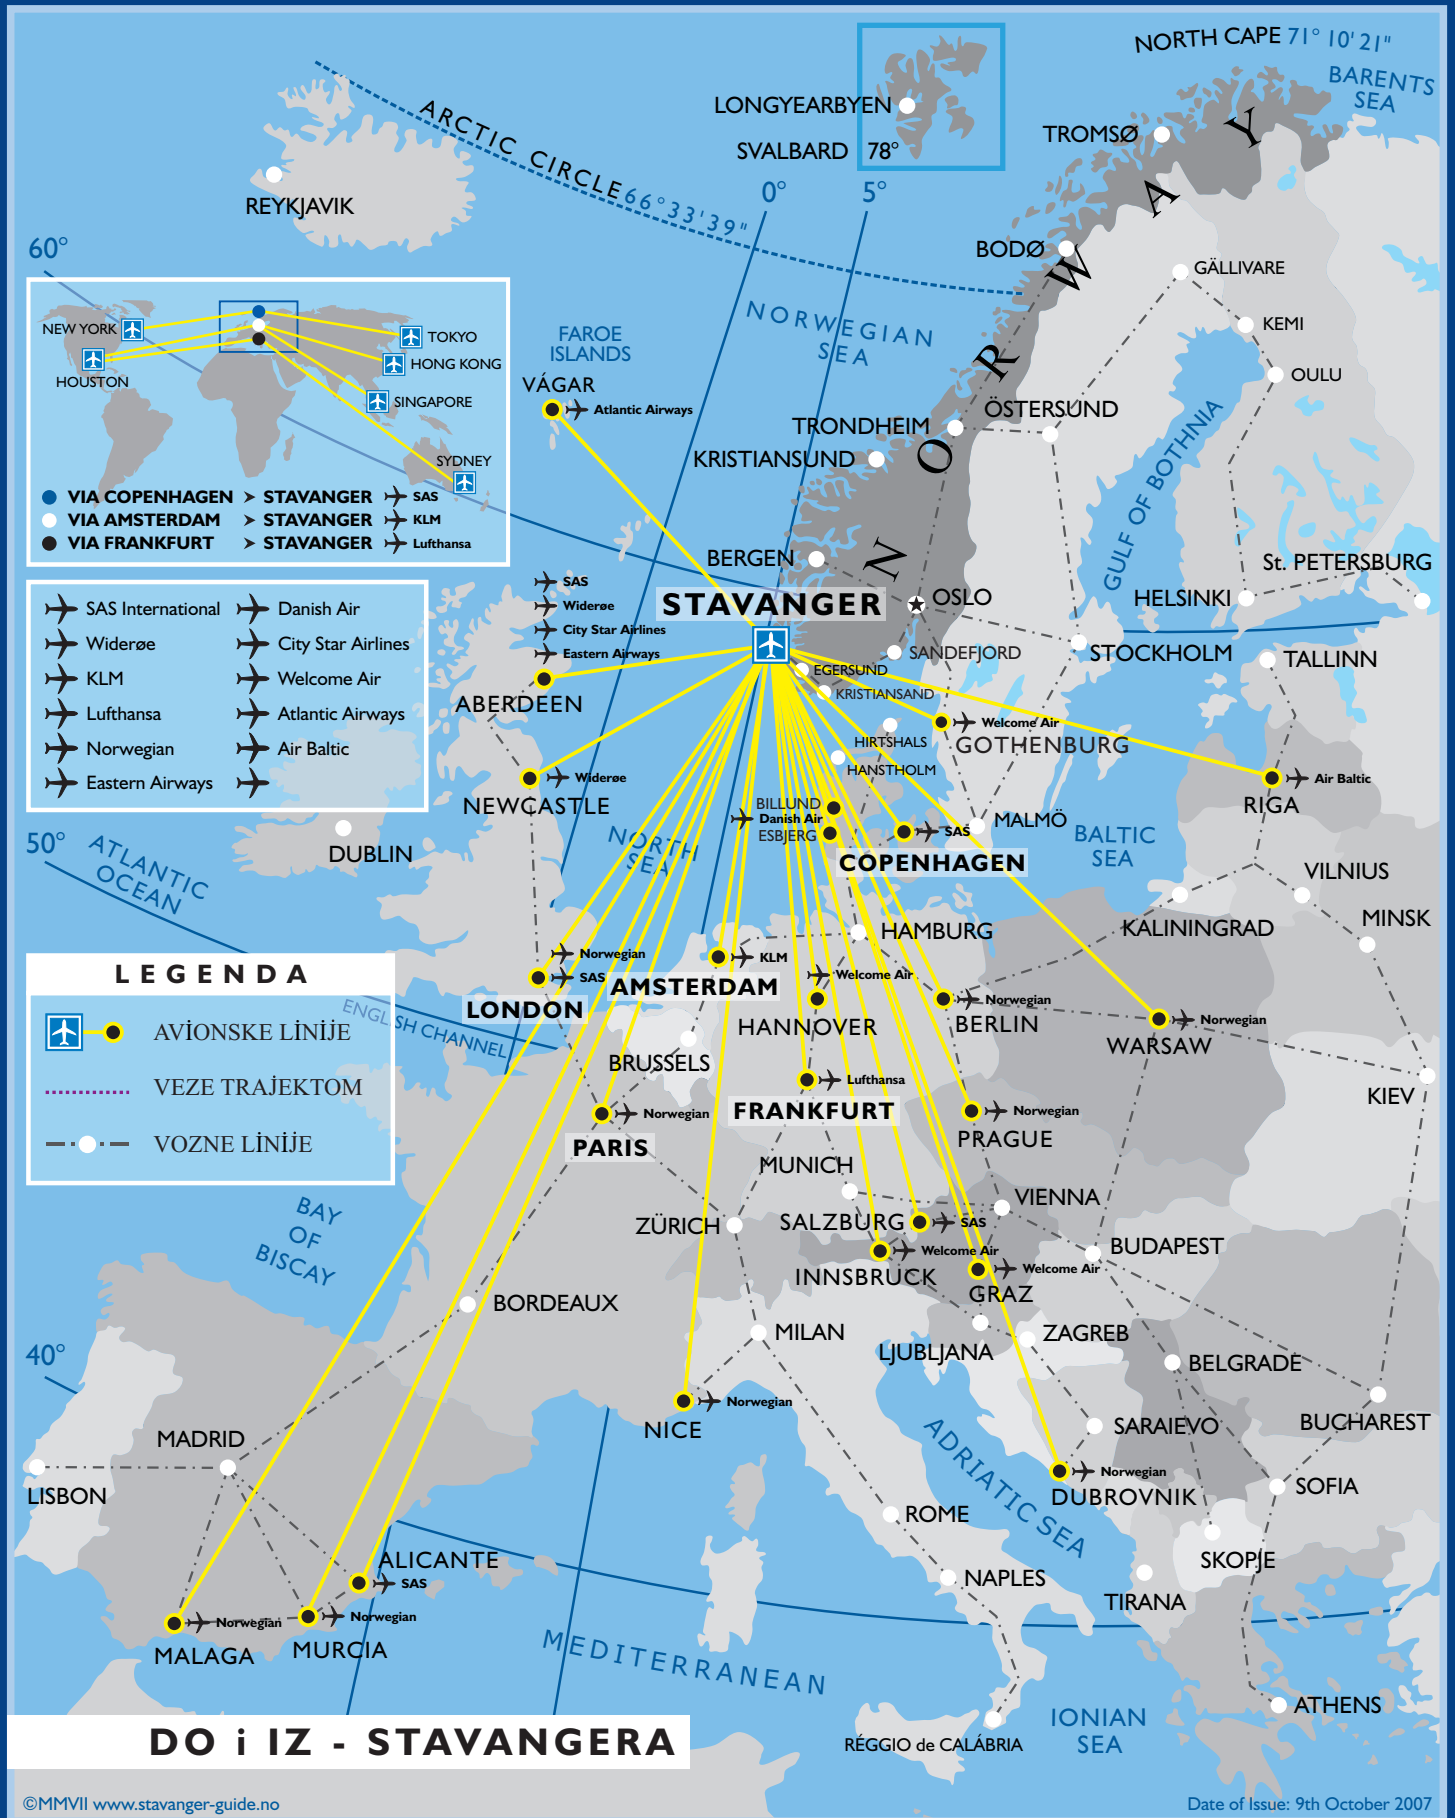 NORTH CAPE 71° 10' 21"
BARENTS
SEA
LONGYEARBYEN
SVALBARD 78°
TROMSØ
ARCTIC CIRCLE 66°33'39"
0°
5°
REYKJAVIK
60°
BODØ
GÄLLIVARE
NORWAY
NORWEGIAN
SEA
KEMI
OULU
FAROE
ISLANDS
VÁGAR
Atlantic Airways
NEW YORK
HOUSTON
TOKYO
HONG KONG
SINGAPORE
SYDNEY
VIA COPENHAGEN > STAVANGER SAS
VIA AMSTERDAM > STAVANGER KLM
VIA FRANKFURT > STAVANGER Lufthansa
TRONDHEIM
ÖSTERSUND
KRISTIANSUND
GULF OF BOTHNIA
BERGEN
St. PETERSBURG
SAS
Widerøe
City Star Airlines
Eastern Airways
ABERDEEN
STAVANGER
OSLO
HELSINKI
SAS International
Danish Air
Widerøe
City Star Airlines
KLM
Welcome Air
Lufthansa
Atlantic Airways
Norwegian
Air Baltic
Eastern Airways
SANDEFJORD
EGERSUND
KRISTIANSAND
STOCKHOLM
TALLINN
Welcome Air
GOTHENBURG
HIRTSHALS
HANSTHOLM
Widerøe
NEWCASTLE
Air Baltic
RIGA
BILLUND
Danish Air
ESBJERG
SAS
COPENHAGEN
MALMÖ
BALTIC
SEA
NORTH
SEA
DUBLIN
50°
ATLANTIC
OCEAN
VILNIUS
MINSK
KALININGRAD
HAMBURG
LEGENDA
AVİONSKE LİNİJE
VEZE TRAJEKTOM
VOZNE LİNİJE
Norwegian
SAS
LONDON
KLM
AMSTERDAM
Welcome Air
HANNOVER
Norwegian
BERLIN
Norwegian
WARSAW
ENGLISH CHANNEL
BRUSSELS
KIEV
Lufthansa
FRANKFURT
Norwegian
PARIS
Norwegian
PRAGUE
MUNICH
VIENNA
BAY
OF
BISCAY
ZÜRICH
SALZBURG
SAS
BUDAPEST
Welcome Air
INNSBRUCK
Welcome Air
GRAZ
BORDEAUX
MILAN
LJUBLJANA
ZAGREB
BELGRADE
40°
Norwegian
NICE
SARAIEVO
BUCHAREST
MADRID
ADRIATIC SEA
Norwegian
DUBROVNIK
SOFIA
LISBON
ROME
SKOPJE
ALICANTE
SAS
NAPLES
TIRANA
Norwegian
MALAGA
Norwegian
MURCIA
MEDITERRANEAN
ATHENS
IONIAN
SEA
RÉGGIO de CALÁBRIA
DO i IZ - STAVANGERA
©MMVII www.stavanger-guide.no
Date of Issue: 9th October 2007